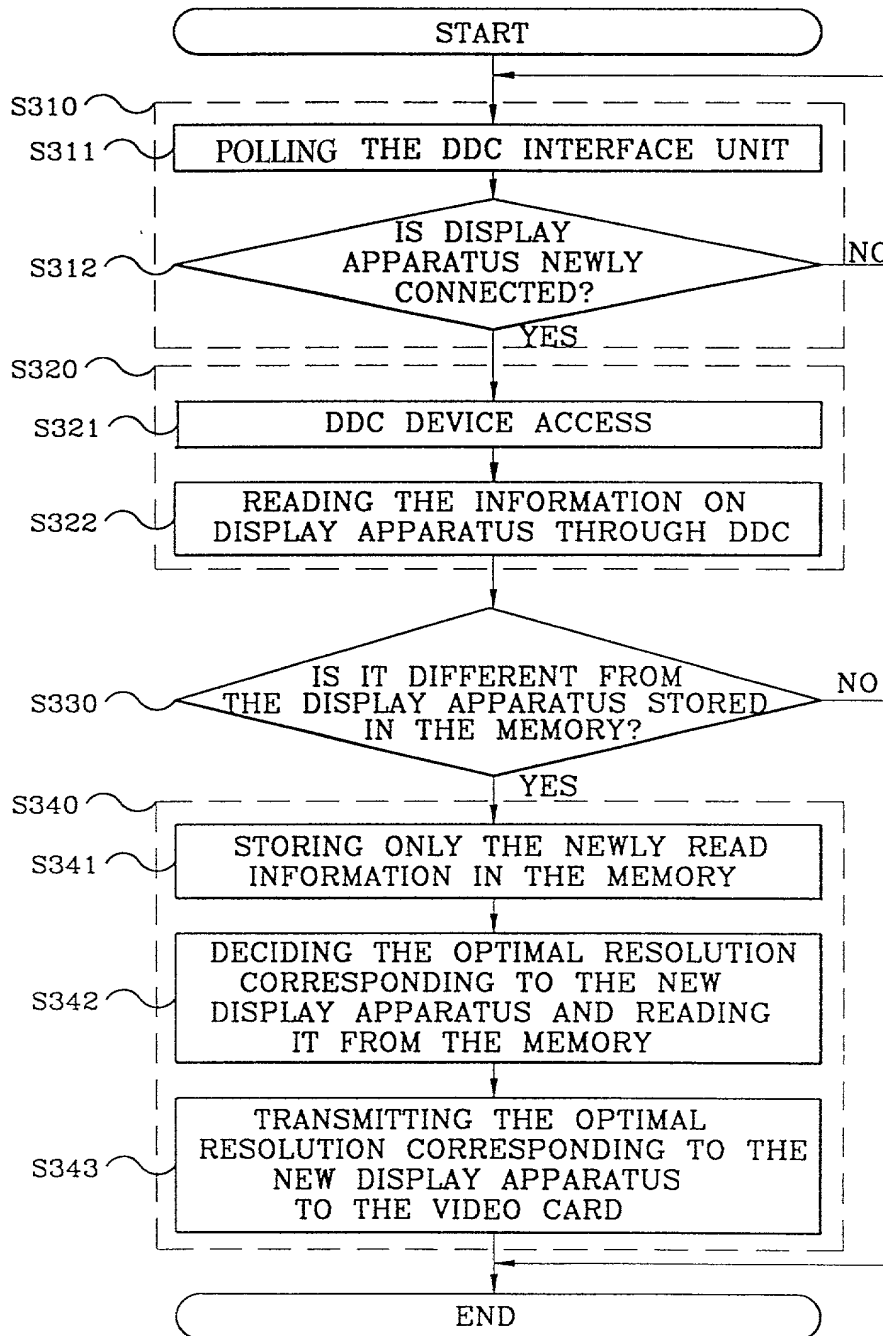 START
S310
S311
POLLING THE DDC INTERFACE UNIT
IS DISPLAY
APPARATUS NEWLY
CONNECTED?
S312
NO
YES
S320
S321
DDC DEVICE ACCESS
S322
READING THE INFORMATION ON
DISPLAY APPARATUS THROUGH DDC
S330
IS IT DIFFERENT FROM
THE DISPLAY APPARATUS STORED
IN THE MEMORY?
NO
YES
S340
S341
STORING ONLY THE NEWLY READ
INFORMATION IN THE MEMORY
S342
DECIDING THE OPTIMAL RESOLUTION
CORRESPONDING TO THE NEW
DISPLAY APPARATUS AND READING
IT FROM THE MEMORY
S343
TRANSMITTING THE OPTIMAL
RESOLUTION CORRESPONDING TO THE
NEW DISPLAY APPARATUS
TO THE VIDEO CARD
END